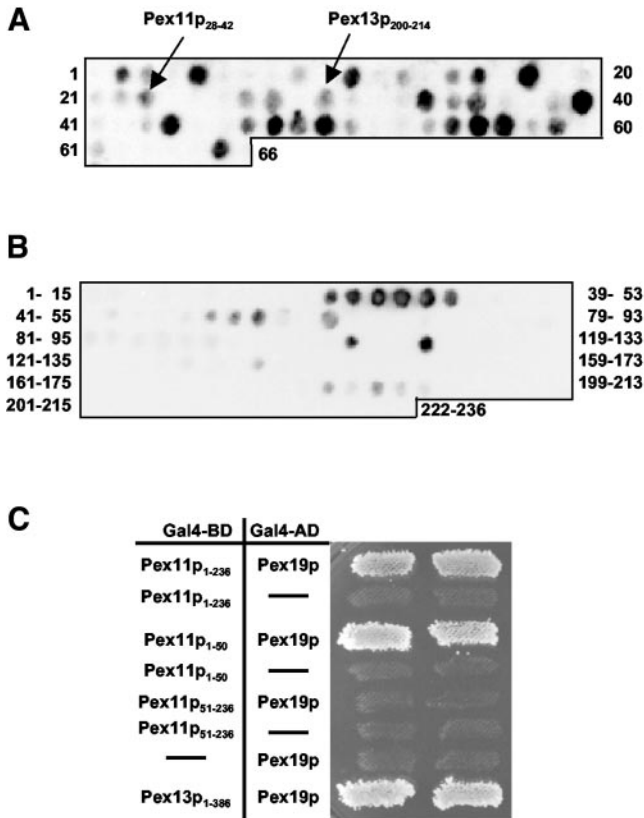 A
Pex11p28-42 Pex13p200-214
1 20
21 40
41 60
61 66
B
1- 15 39- 53
41- 55 79- 93
81- 95 119-133
121-135 159-173
161-175 199-213
201-215 222-236
C
Gal4-BD Gal4-AD
Pex11p1-236 Pex19p
Pex11p1-236 —
Pex11p1-50 Pex19p
Pex11p1-50 —
Pex11p51-236 Pex19p
Pex11p51-236 —
— Pex19p
Pex13p1-386 Pex19p